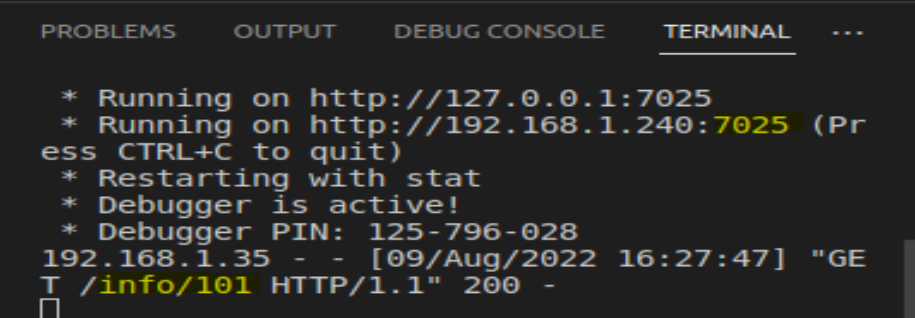 PROBLEMS OUTPUT DEBUG CONSOLE TERMINAL ...
* Running on http://127.0.0.1:7025
* Running on http://192.168.1.240:7025 (Pr
ess CTRL+C to quit)
* Restarting with stat
* Debugger is active!
* Debugger PIN: 125-796-028
192.168.1.35 - - [09/Aug/2022 16:27:47] "GE
T /info/101 HTTP/1.1" 200 -